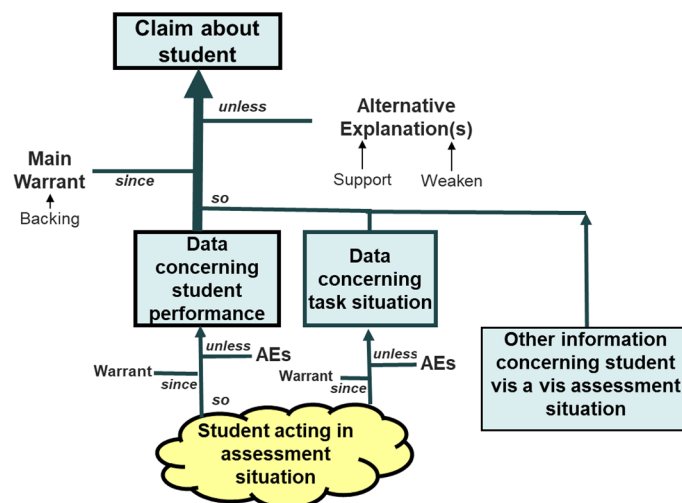 Claim about
student
unless
Alternative
Explanation(s)
Main
Warrant
since
Support
Weaken
Backing
so
Data
concerning
student
performance
Data
concerning
task situation
Other information
concerning student
vis a vis assessment
situation
unless
AEs
Warrant
since
unless
AEs
Warrant
since
so
Student acting in
assessment
situation